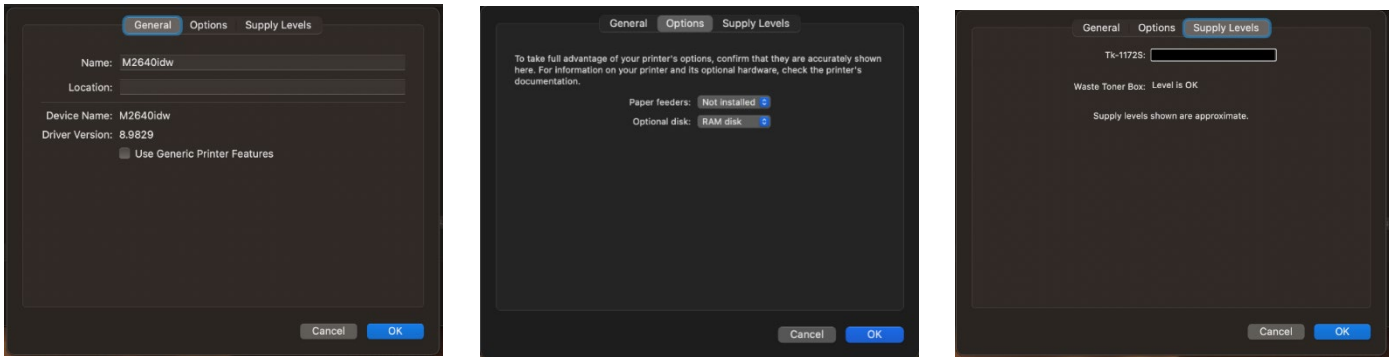 General Options Supply Levels
Name: M2640idw
Location:
Device Name: M2640idw
Driver Version: 8.9829
Use Generic Printer Features
Cancel OK
General Options Supply Levels
To take full advantage of your printer's options, confirm that they are accurately shown
here. For information on your printer and its optional hardware, check the printer's
documentation.
Paper feeders: Not installed
Optional disk: RAM disk
Cancel OK
General Options Supply Levels
Tk-1172S:
Waste Toner Box: Level is OK
Supply levels shown are approximate.
Cancel OK